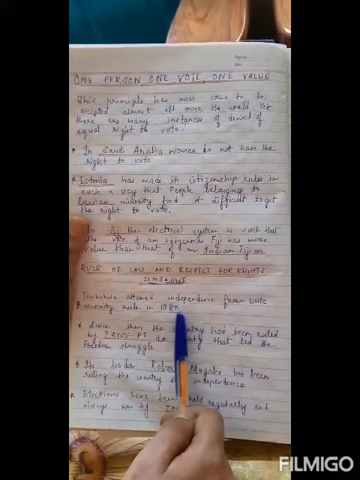 ONE PERSON, ONE VOTE, ONE VALUE
This principle has now come to be
accepted almost all over the world Yet
there are many instances of denial of
equal right to vote.
* In Saud Arabia women is not have the
right to vote
* Estonia has made its citizenship rules in
such a way that People belonging to
Russian minority find it difficult to get
the right to vote.
* In Fiji the electoral system is such that
the vote of an indigenous Fiji has more
value than that of an Indian Fijian
RULE OF LAW AND RESPECT FOR RIGHTS
Zimbabwe attained independence from white
* minority rule in 1980
* Since then the country has been ruled
by ZANU-PF the party that led the
freedom struggle
* Its leader Robert Mugabe has been
ruling the country independence
* Elections have been held regularly and
always won by
FILMIGO